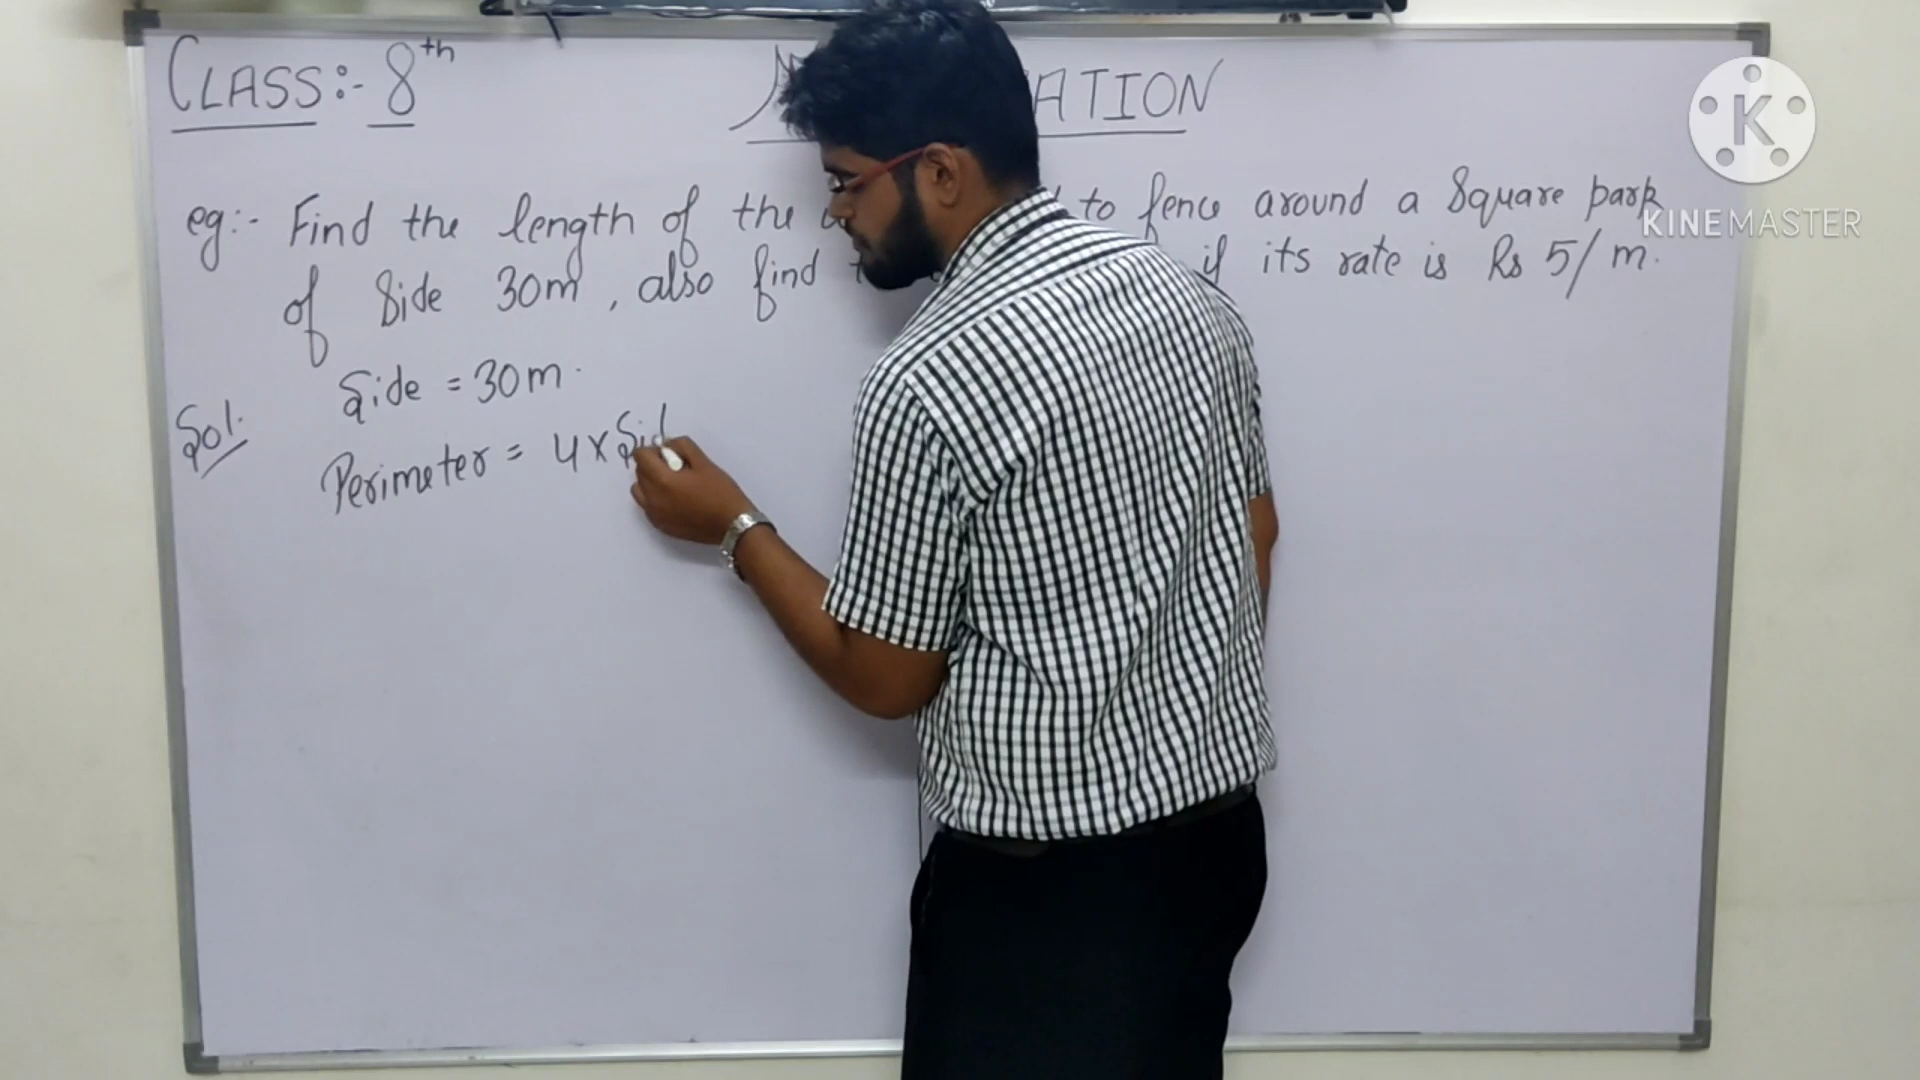 CLASS:- 8th
ATION
eg:- Find the length of the to fence around a Square park
of Side 30m, also find if its rate is Rs 5/m.
Sol. Side = 30m.
Perimeter = 4 x Sid
K
KINEMASTER